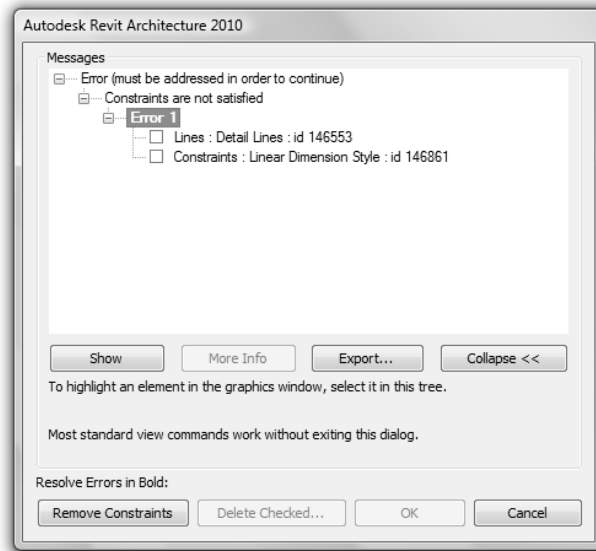 Autodesk Revit Architecture 2010
Messages
Error (must be addressed in order to continue)
Constraints are not satisfied
Error 1
Lines : Detail Lines : id 146553
Constraints : Linear Dimension Style : id 146861
Show More Info Export... Collapse <<
To highlight an element in the graphics window, select it in this tree.
Most standard view commands work without exiting this dialog.
Resolve Errors in Bold:
Remove Constraints Delete Checked... OK Cancel